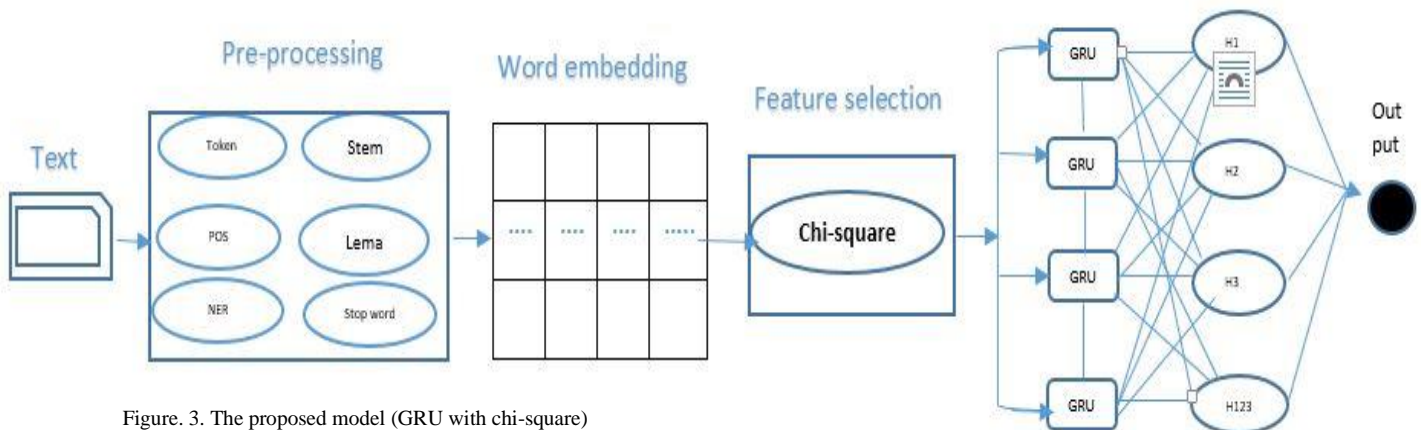 Text
Pre-processing
Token
Stem
POS
Lema
NER
Stop word
Word embedding
.... .... .... .....
Feature selection
Chi-square
GRU
GRU
GRU
GRU
H1
H2
H3
H123
Out
put
Figure. 3. The proposed model (GRU with chi-square)